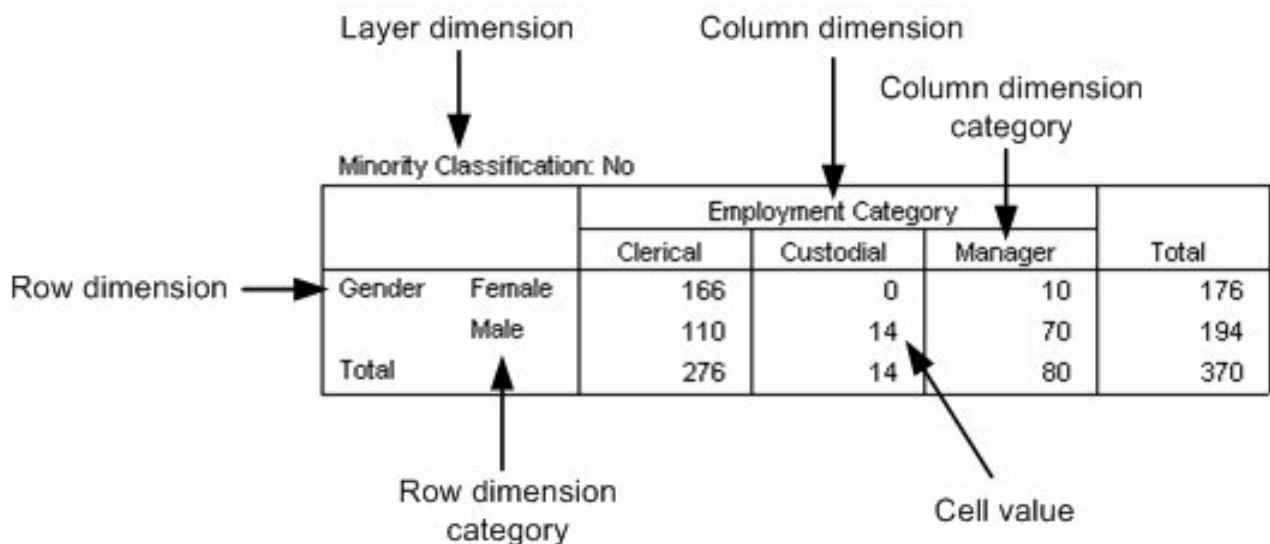 Layer dimension
Column dimension
Column dimension
category
Minority Classification: No
Employment Category
Clerical Custodial Manager Total
Row dimension Gender Female 166 0 10 176
Male 110 14 70 194
Total 276 14 80 370
Row dimension
category
Cell value